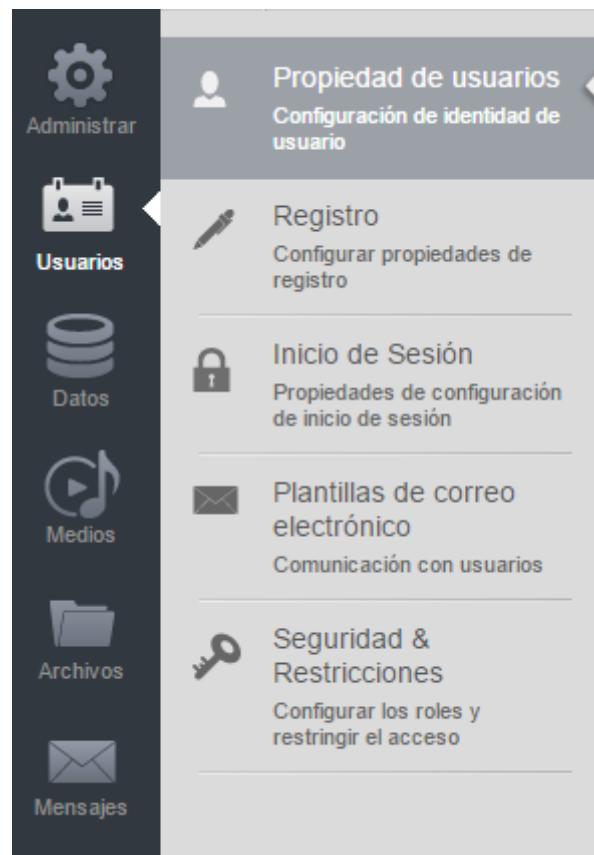 Administrar
Usuarios
Datos
Medios
Archivos
Mensajes
Propiedad de usuarios
Configuración de identidad de
usuario
Registro
Configurar propiedades de
registro
Inicio de Sesión
Propiedades de configuración
de inicio de sesión
Plantillas de correo
electrónico
Comunicación con usuarios
Seguridad &
Restricciones
Configurar los roles y
restringir el acceso